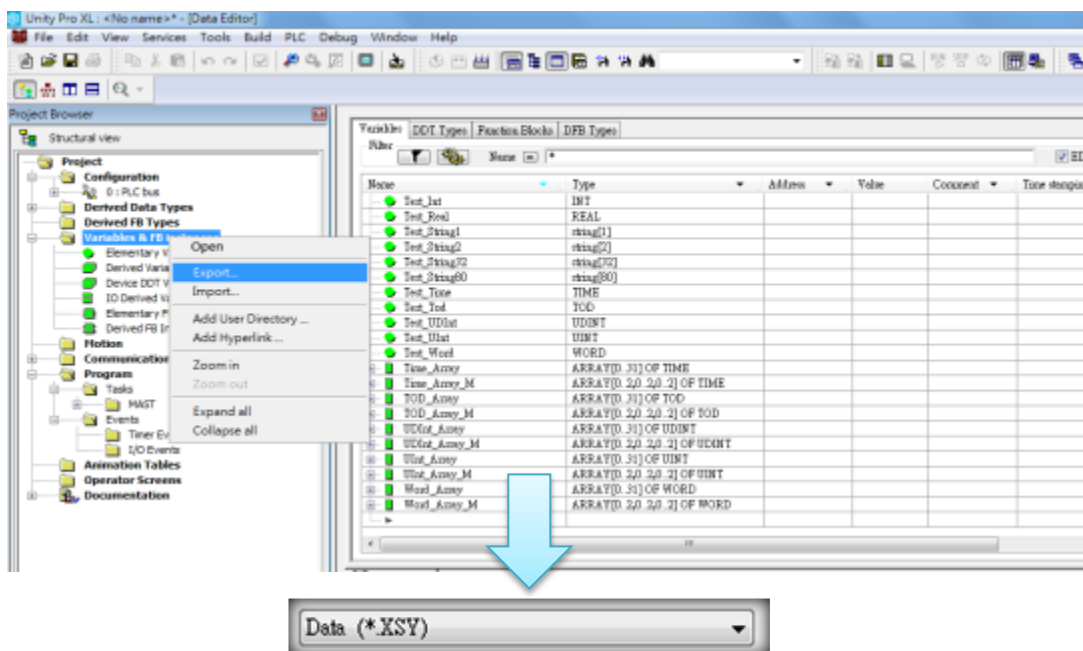 Unity Pro XL : <No name>* - [Data Editor]
File Edit View Services Tools Build PLC Debug Window Help
Project Browser
Structural view
Project
Configuration
0 : PLC bus
Derived Data Types
Derived FB Types
Variables & FB
Elementary V
Derived Varia
Device DDT V
IO Derived Va
Elementary F
Derived FB In
Motion
Communication
Program
Tasks
MAST
Events
Timer Ev
I/O Events
Animation Tables
Operator Screens
Documentation
Open
Export...
Import...
Add User Directory ...
Add Hyperlink ...
Zoom in
Zoom out
Expand all
Collapse all
Variables DDT Types Function Blocks DFB Types
Filter
Name = *
Name Type Address Value Comment Time stampin
Test_Int INT
Test_Real REAL
Test_String1 string[1]
Test_String2 string[2]
Test_String32 string[32]
Test_String80 string[80]
Test_Time TIME
Test_Tod TOD
Test_UDInt UDINT
Test_UInt UINT
Test_Word WORD
Time_Array ARRAY[0..31] OF TIME
Time_Array_M ARRAY[0..2,0..2,0..2] OF TIME
TOD_Array ARRAY[0..31] OF TOD
TOD_Array_M ARRAY[0..2,0..2,0..2] OF TOD
UDInt_Array ARRAY[0..31] OF UDINT
UDInt_Array_M ARRAY[0..2,0..2,0..2] OF UDINT
UInt_Array ARRAY[0..31] OF UINT
UInt_Array_M ARRAY[0..2,0..2,0..2] OF UINT
Word_Array ARRAY[0..31] OF WORD
Word_Array_M ARRAY[0..2,0..2,0..2] OF WORD
Data (*.XSY)